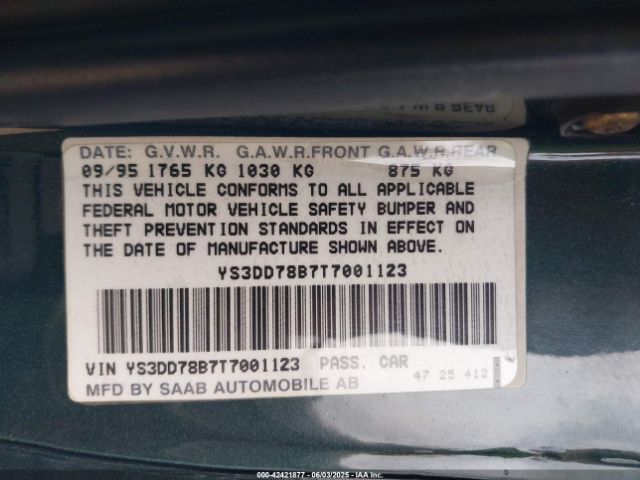 G.A.W.R REAR
DATE: G.V.W.R. G.A.W.R.FRONT G.A.W.R.REAR
09/95 1765 KG 1030 KG 875 KG
THIS VEHICLE CONFORMS TO ALL APPLICABLE
FEDERAL MOTOR VEHICLE SAFETY BUMPER AND
THEFT PREVENTION STANDARDS IN EFFECT ON
THE DATE OF MANUFACTURE SHOWN ABOVE.
YS3DD78B7T7001123
VIN YS3DD78B7T7001123 PASS. CAR
47 25 412
MFD BY SAAB AUTOMOBILE AB
000-42421877 - 06/03/2025 - IAA Inc.